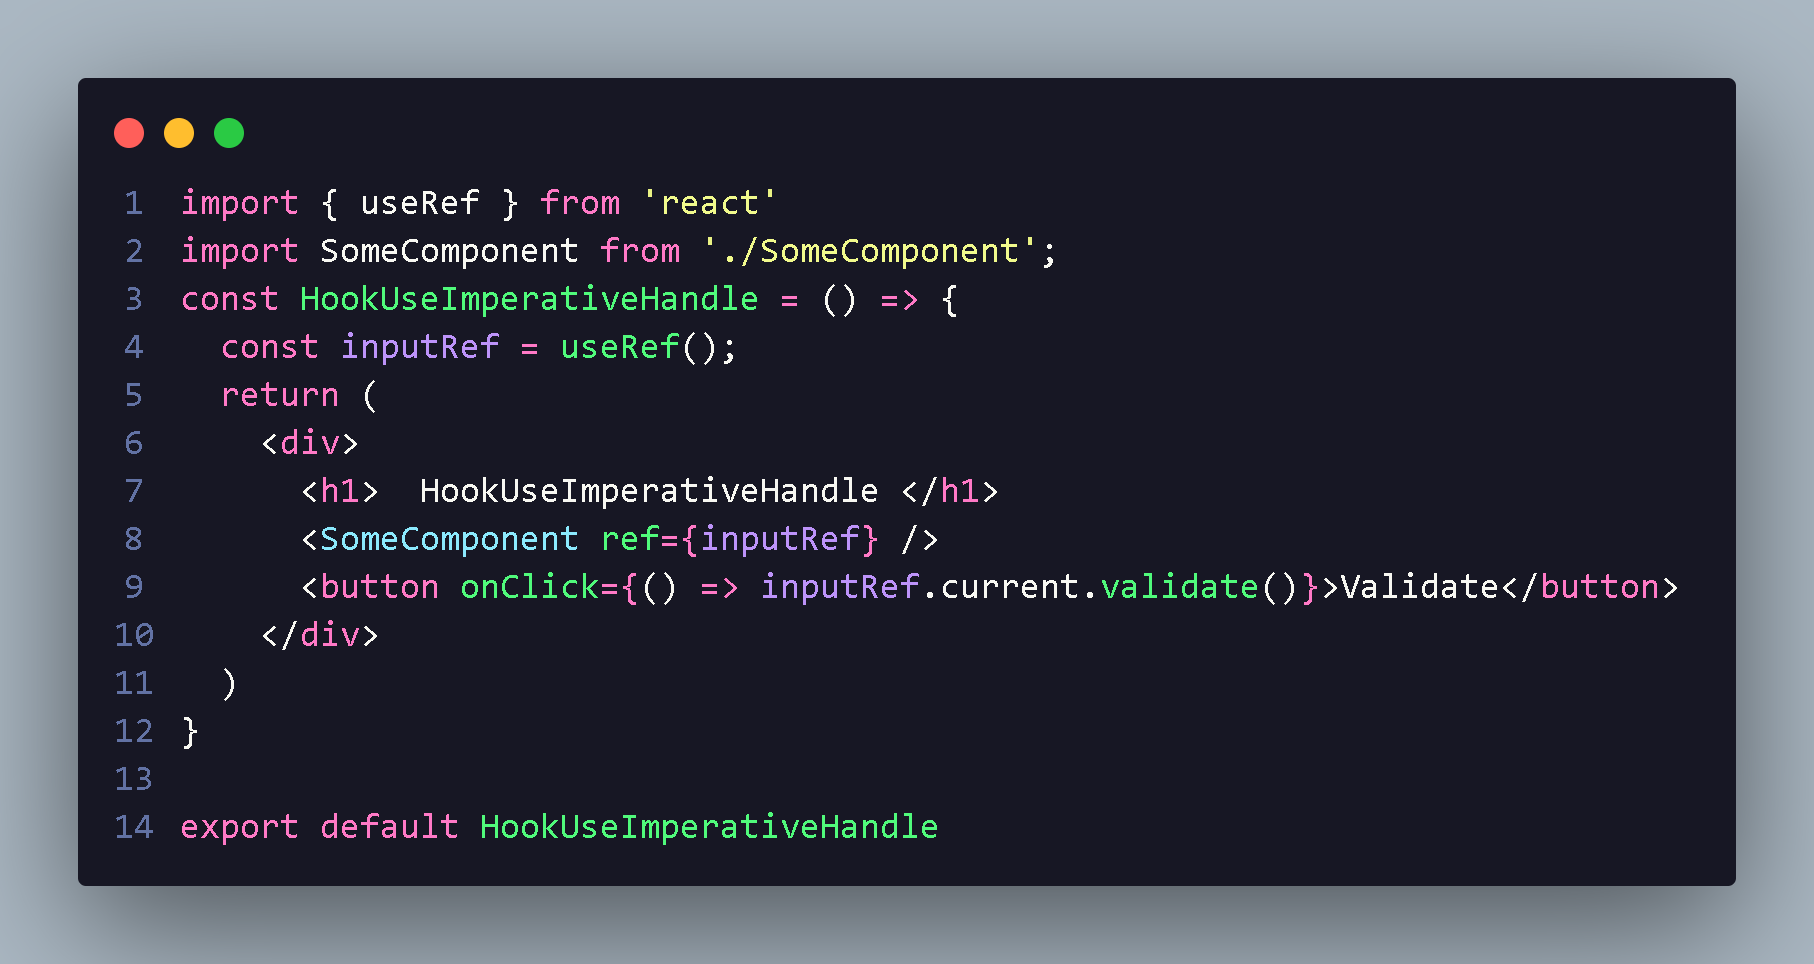 1 import { useRef } from 'react'
2 import SomeComponent from './SomeComponent';
3 const HookUseImperativeHandle = () => {
4   const inputRef = useRef();
5   return (
6     <div>
7       <h1>  HookUseImperativeHandle </h1>
8       <SomeComponent ref={inputRef} />
9       <button onClick={() => inputRef.current.validate()}>Validate</button>
10     </div>
11   )
12 }
13
14 export default HookUseImperativeHandle